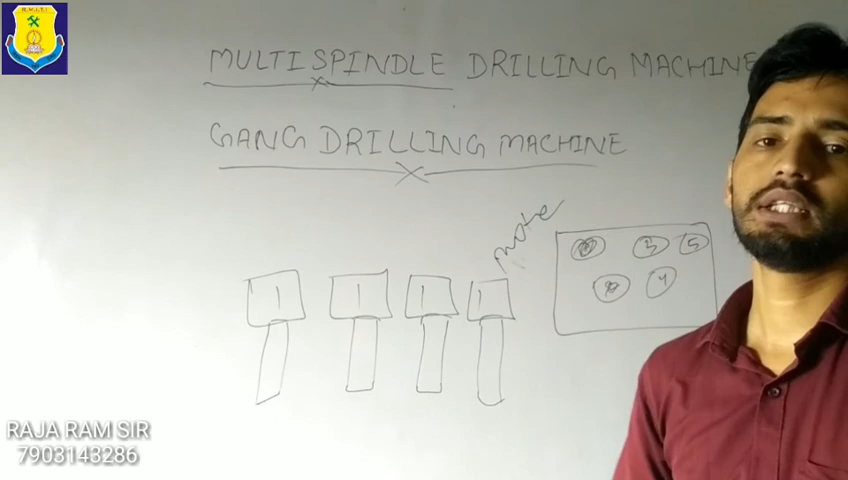 R.M.I.T.I
MULTISPINDLE DRILLING MACHINE
GANG DRILLING MACHINE
more
3 5
4
1 1 1 1
RAJA RAM SIR
7903143286